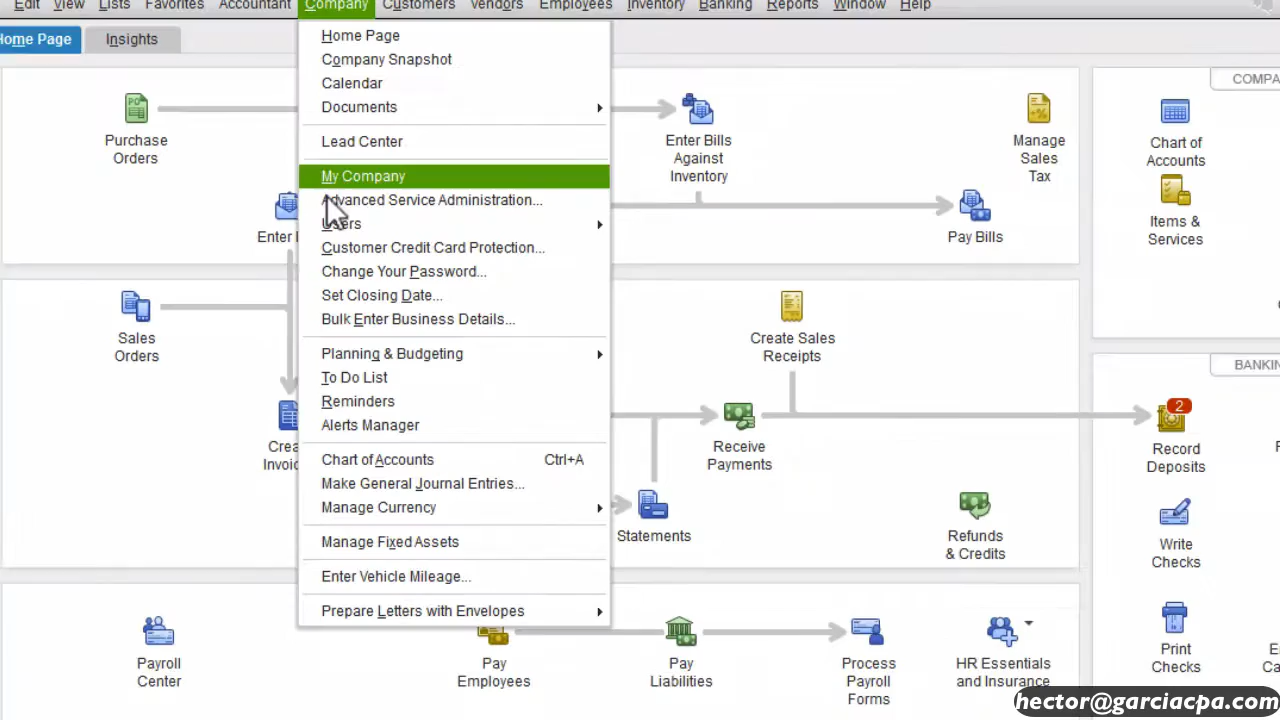 Edit View Lists Favorites Accountant Company Customers Vendors Employees Inventory Banking Reports Window Help
Home Page Insights
Home Page
Company Snapshot
Calendar
Documents
Lead Center
My Company
Advanced Service Administration...
Users
Customer Credit Card Protection...
Change Your Password...
Set Closing Date...
Bulk Enter Business Details...
Planning & Budgeting
To Do List
Reminders
Alerts Manager
Chart of Accounts Ctrl+A
Make General Journal Entries...
Manage Currency
Manage Fixed Assets
Enter Vehicle Mileage...
Prepare Letters with Envelopes
PO
Purchase
Orders
Enter
Enter Bills
Against
Inventory
Manage
Sales
Tax
Pay Bills
Sales
Orders
Create Sales
Receipts
Receive
Payments
Statements
Refunds
& Credits
Payroll
Center
Pay
Employees
Pay
Liabilities
Process
Payroll
Forms
HR Essentials
and Insurance
COMPA
Chart of
Accounts
Items &
Services
BANKIN
2
Record
Deposits
Write
Checks
Print
Checks
hector@garciacpa.com